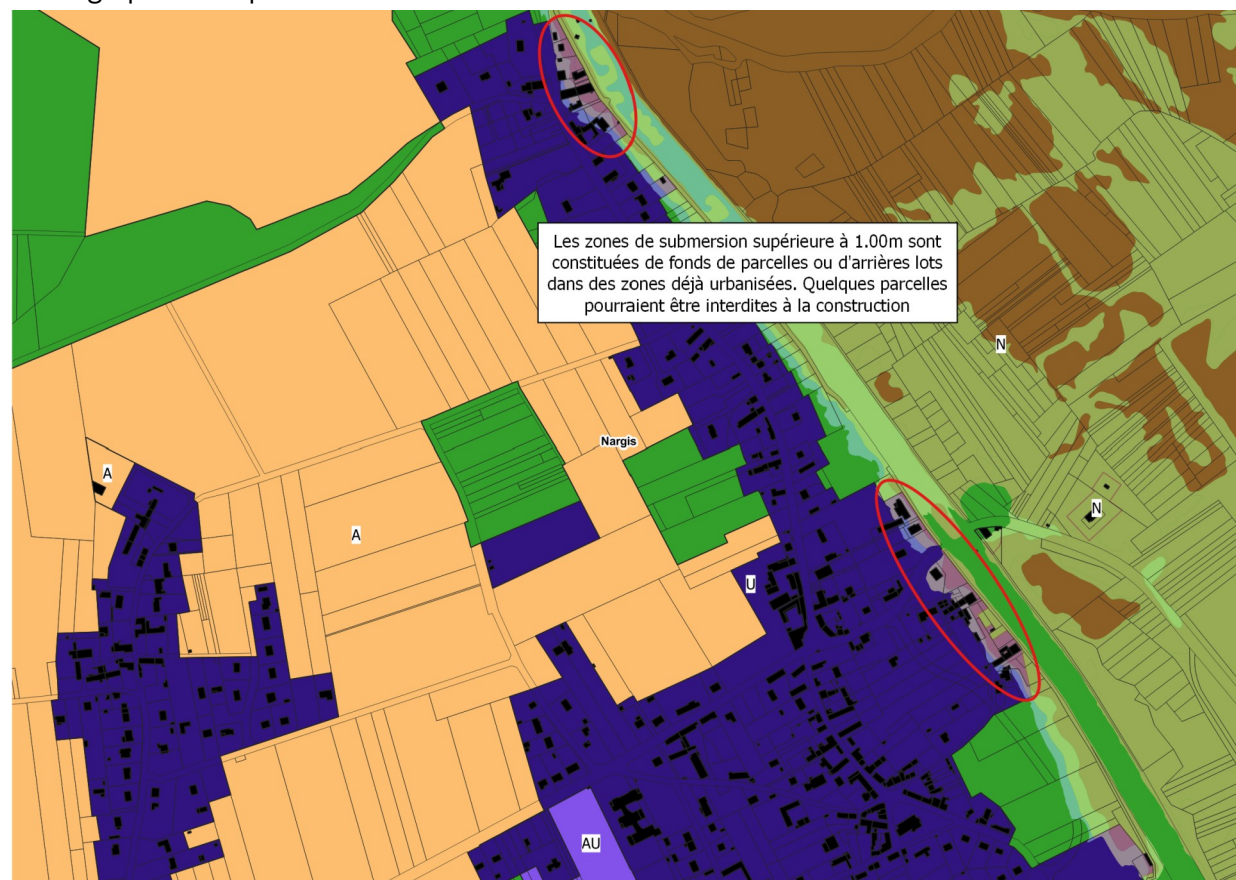 Les zones de submersion supérieure à 1.00m sont
constituées de fonds de parcelles ou d'arrières lots
dans des zones déjà urbanisées. Quelques parcelles
pourraient être interdites à la construction
N
Nargis
A
A
N
U
AU